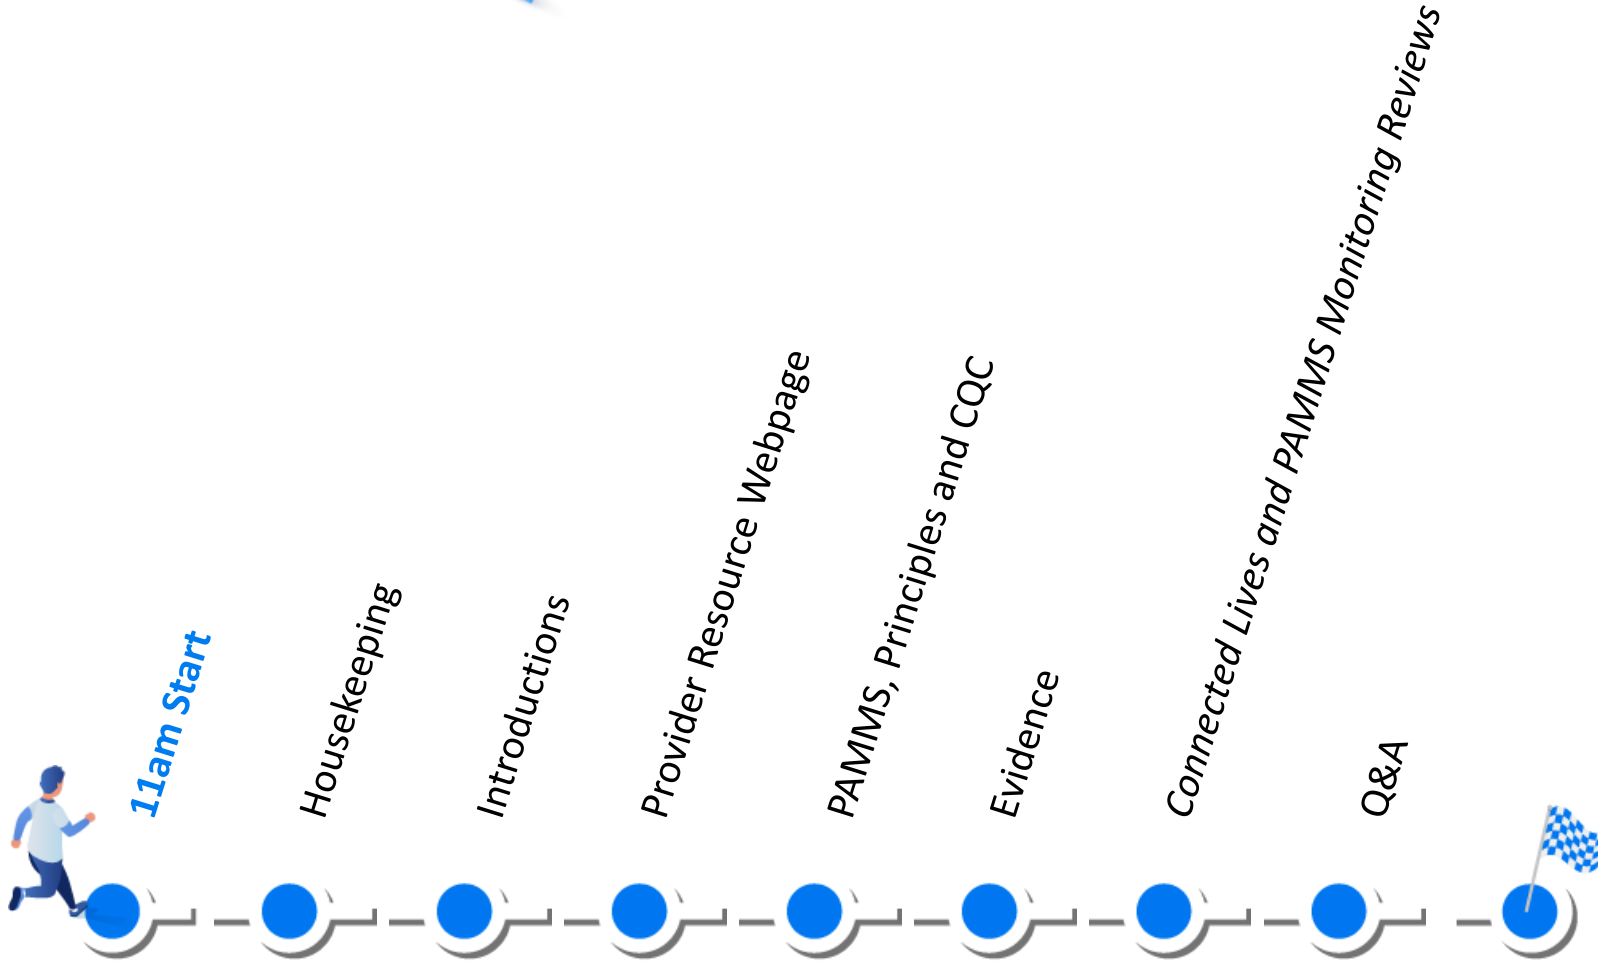 11am Start
Housekeeping
Introductions
Provider Resource Webpage
PAMMS, Principles and CQC
Evidence
Connected Lives and PAMMS Monitoring Reviews
Q&A